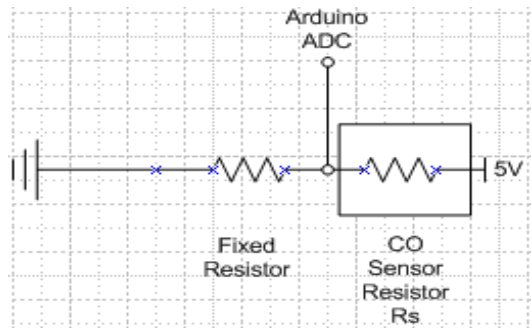 Arduino
ADC
5V
Fixed
Resistor
CO
Sensor
Resistor
Rs